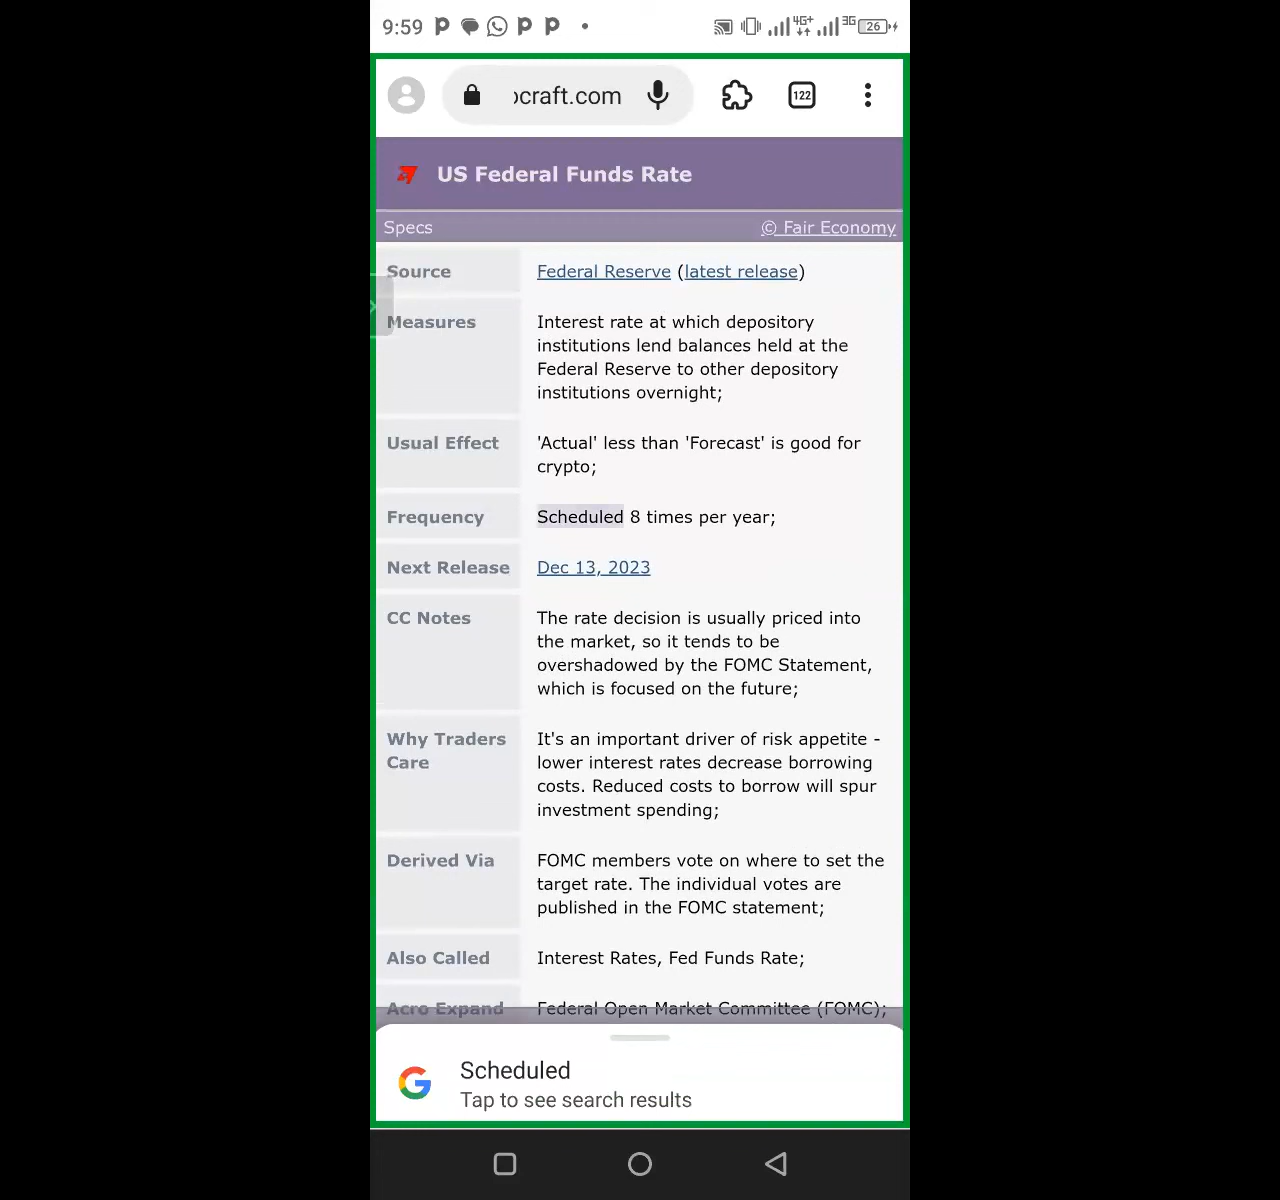 9:59
4G+
3G
26
ocraft.com
122
US Federal Funds Rate
Specs
© Fair Economy
Source
Federal Reserve (latest release)
Measures
Interest rate at which depository
institutions lend balances held at the
Federal Reserve to other depository
institutions overnight;
Usual Effect
'Actual' less than 'Forecast' is good for
crypto;
Frequency
Scheduled 8 times per year;
Next Release
Dec 13, 2023
CC Notes
The rate decision is usually priced into
the market, so it tends to be
overshadowed by the FOMC Statement,
which is focused on the future;
Why Traders
Care
It's an important driver of risk appetite -
lower interest rates decrease borrowing
costs. Reduced costs to borrow will spur
investment spending;
Derived Via
FOMC members vote on where to set the
target rate. The individual votes are
published in the FOMC statement;
Also Called
Interest Rates, Fed Funds Rate;
Acro Expand
Federal Open Market Committee (FOMC);
Scheduled
Tap to see search results